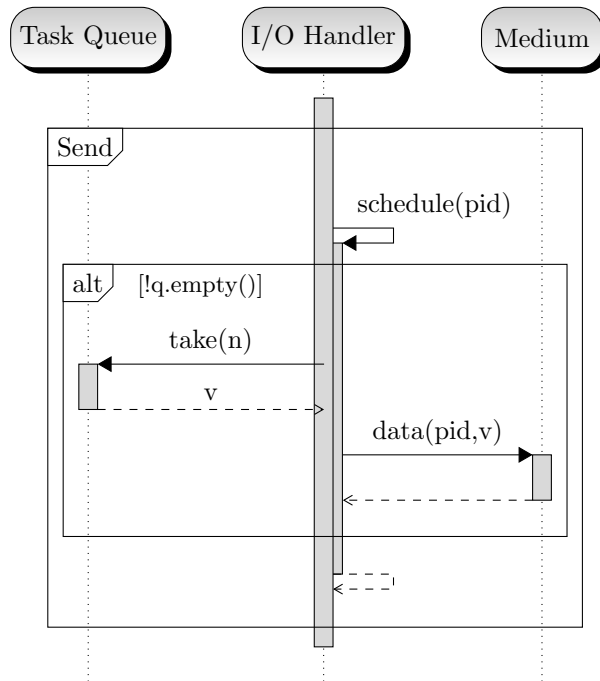 Task Queue
I/O Handler
Medium
Send
schedule(pid)
alt
[!q.empty()]
take(n)
v
data(pid,v)